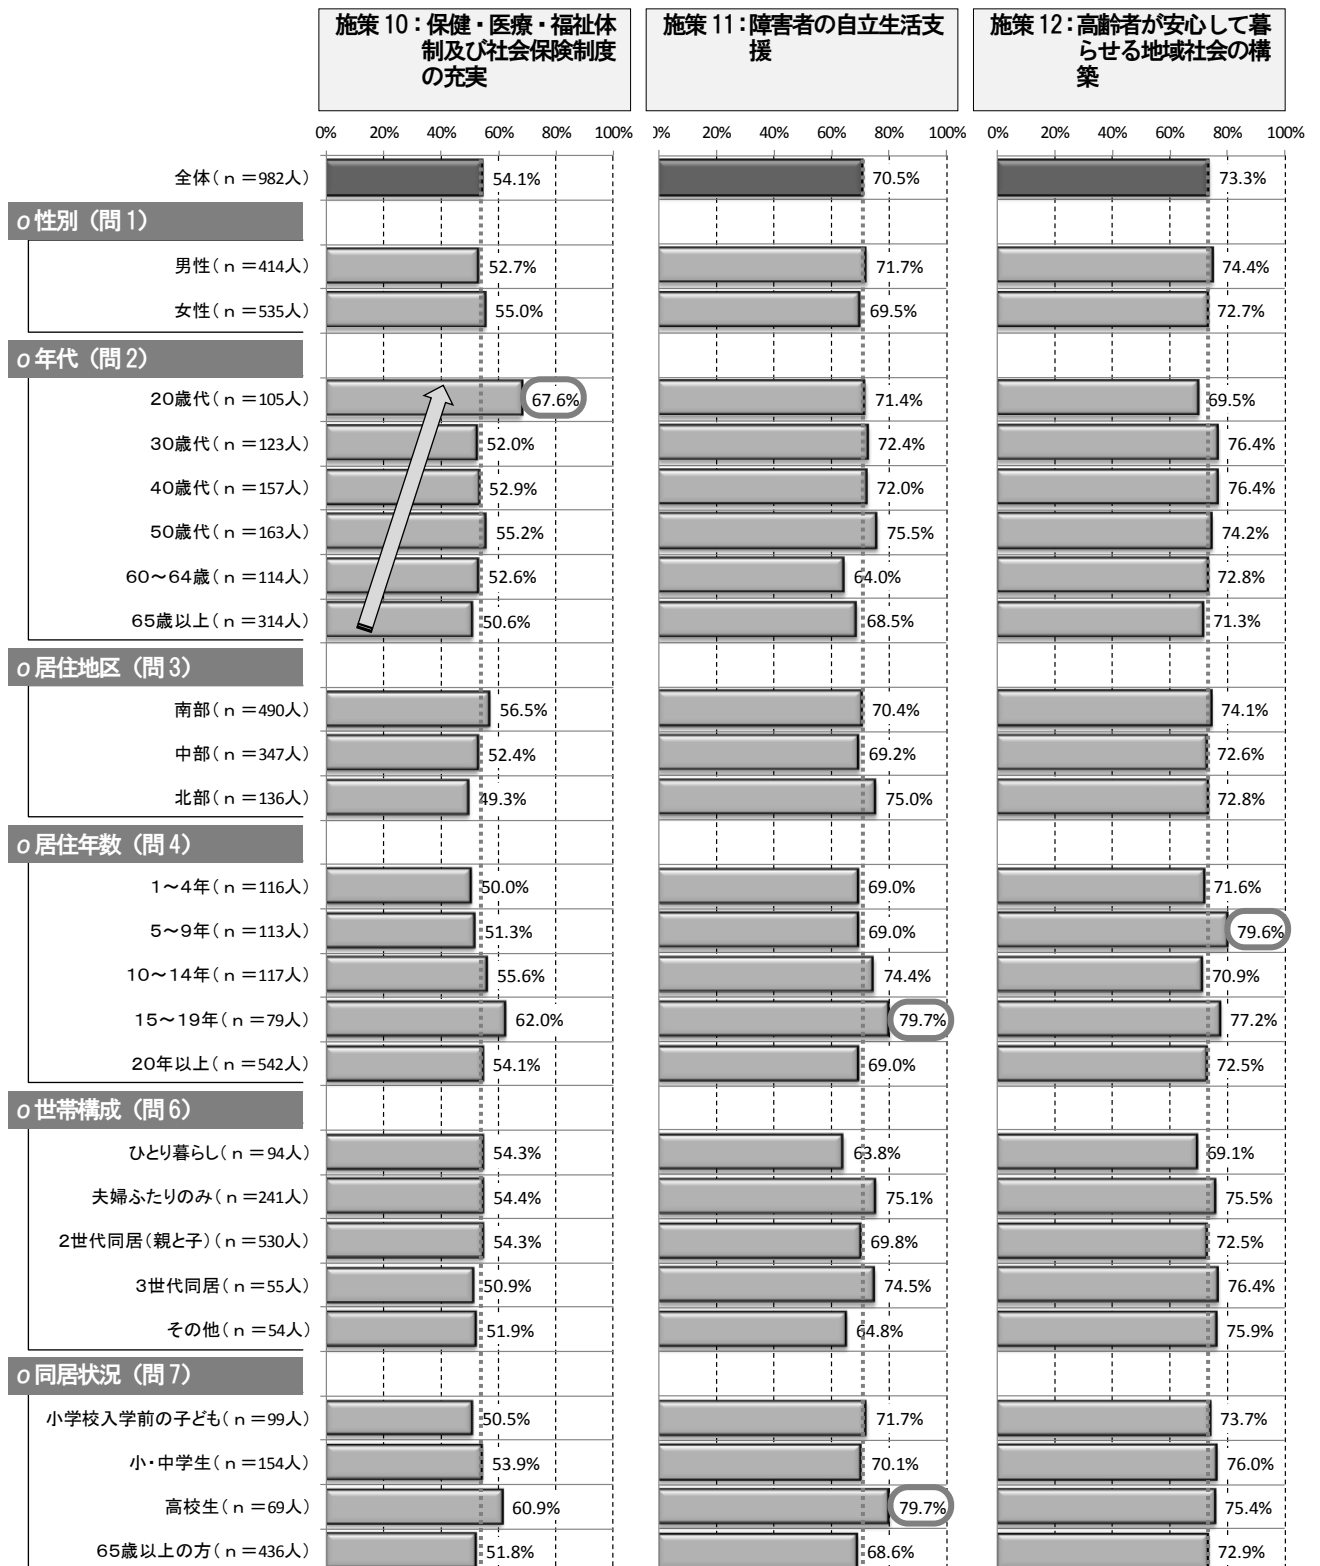 施策10：保健・医療・福祉体
制及び社会保険制度
の充実
施策11：障害者の自立生活支
援
施策12：高齢者が安心して暮
らせる地域社会の構
築
0% 20% 40% 60% 80% 100% 0% 20% 40% 60% 80% 100% 0% 20% 40% 60% 80% 100%
全体(ｎ=982人) 54.1% 70.5% 73.3%
o 性別（問1）
男性(ｎ=414人) 52.7% 71.7% 74.4%
女性(ｎ=535人) 55.0% 69.5% 72.7%
o 年代（問2）
20歳代(ｎ=105人) 67.6% 71.4% 69.5%
30歳代(ｎ=123人) 52.0% 72.4% 76.4%
40歳代(ｎ=157人) 52.9% 72.0% 76.4%
50歳代(ｎ=163人) 55.2% 75.5% 74.2%
60～64歳(ｎ=114人) 52.6% 64.0% 72.8%
65歳以上(ｎ=314人) 50.6% 68.5% 71.3%
o 居住地区（問3）
南部(ｎ=490人) 56.5% 70.4% 74.1%
中部(ｎ=347人) 52.4% 69.2% 72.6%
北部(ｎ=136人) 49.3% 75.0% 72.8%
o 居住年数（問4）
1～4年(ｎ=116人) 50.0% 69.0% 71.6%
5～9年(ｎ=113人) 51.3% 69.0% 79.6%
10～14年(ｎ=117人) 55.6% 74.4% 70.9%
15～19年(ｎ=79人) 62.0% 79.7% 77.2%
20年以上(ｎ=542人) 54.1% 69.0% 72.5%
o 世帯構成（問6）
ひとり暮らし(ｎ=94人) 54.3% 63.8% 69.1%
夫婦ふたりのみ(ｎ=241人) 54.4% 75.1% 75.5%
2世代同居(親と子)(ｎ=530人) 54.3% 69.8% 72.5%
3世代同居(ｎ=55人) 50.9% 74.5% 76.4%
その他(ｎ=54人) 51.9% 64.8% 75.9%
o 同居状況（問7）
小学校入学前の子ども(ｎ=99人) 50.5% 71.7% 73.7%
小・中学生(ｎ=154人) 53.9% 70.1% 76.0%
高校生(ｎ=69人) 60.9% 79.7% 75.4%
65歳以上の方(ｎ=436人) 51.8% 68.6% 72.9%